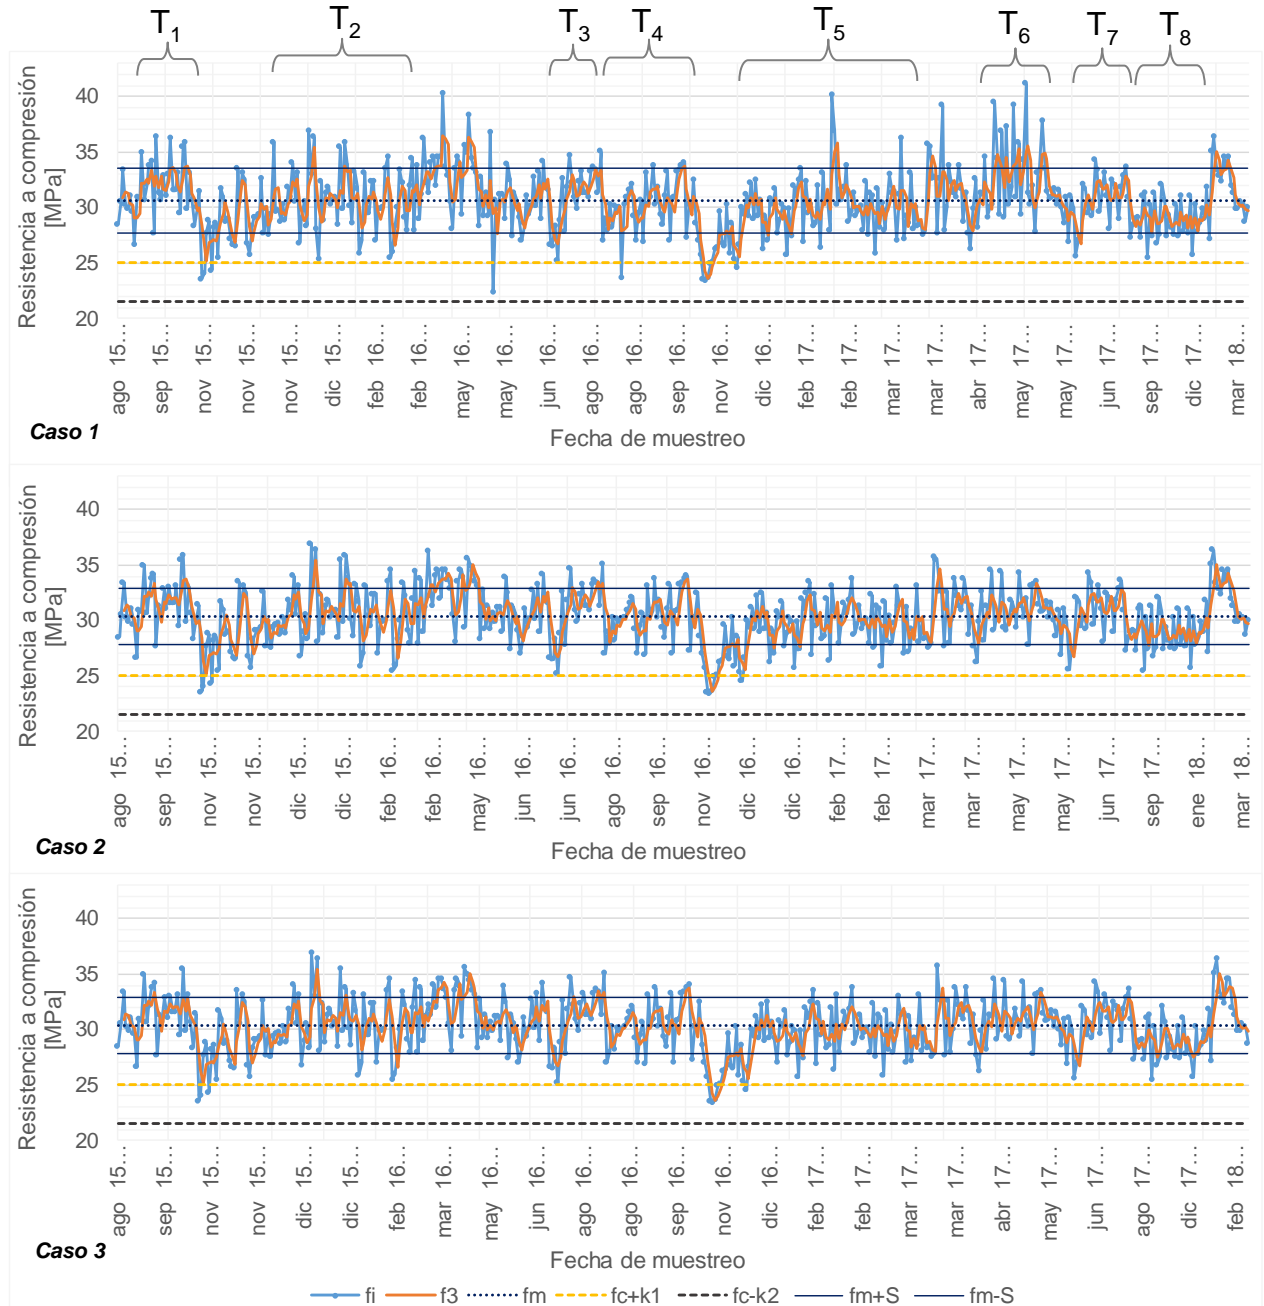 T1 T2 T3 T4 T5 T6 T7 T8
Resistencia a compresión
[MPa]
40
35
30
25
20
ago 15…
sep 15…
nov 15…
nov 15…
nov 15…
dic 15…
feb 16…
feb 16…
may 16…
jun 16…
ago 16…
ago 16…
sep 16…
nov 16…
dic 16…
feb 17…
feb 17…
mar 17…
mar 17…
abr 17…
may 17…
jun 17…
sep 17…
dic 17…
mar 18…
Caso 1
Fecha de muestreo
Resistencia a compresión
[MPa]
40
35
30
25
20
ago 15…
sep 15…
nov 15…
nov 15…
dic 15…
dic 15…
feb 16…
mar 16…
may 16…
jun 16…
jun 16…
ago 16…
nov 16…
dic 16…
feb 17…
feb 17…
mar 17…
mar 17…
may 17…
may 17…
jun 17…
sep 17…
ene 18…
mar 18…
Caso 2
Fecha de muestreo
Resistencia a compresión
[MPa]
40
35
30
25
20
ago 15…
sep 15…
nov 15…
nov 15…
dic 15…
dic 15…
feb 16…
mar 16…
may 16…
jun 16…
ago 16…
ago 16…
sep 16…
nov 16…
dic 16…
feb 17…
feb 17…
mar 17…
mar 17…
abr 17…
may 17…
jun 17…
sep 17…
dic 17…
feb 18…
Caso 3
Fecha de muestreo
fi f3 fm fc+k1 fc-k2 fm+S fm-S